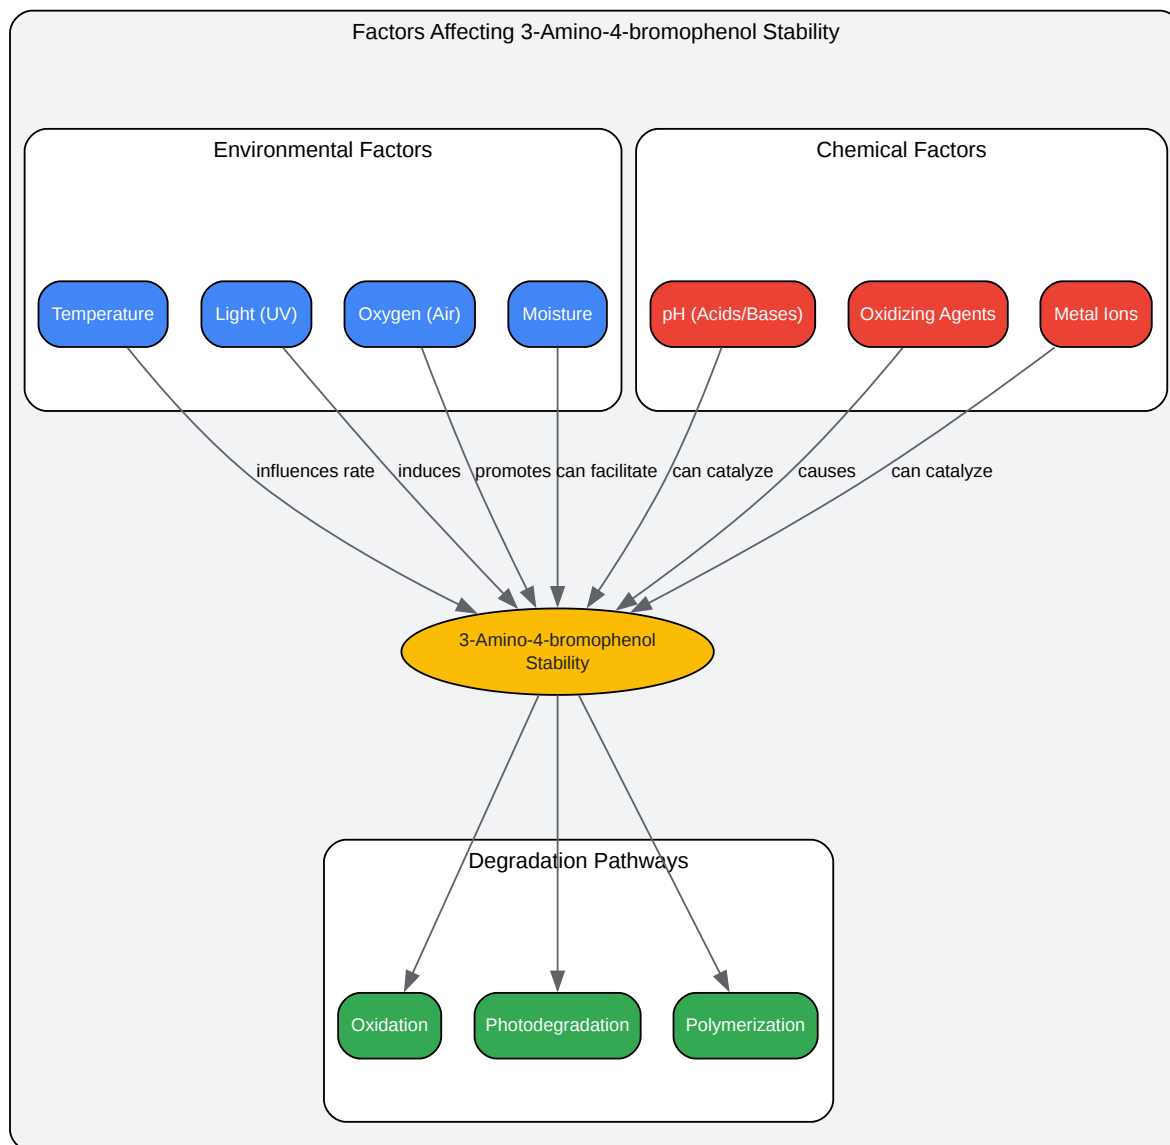 Factors Affecting 3-Amino-4-bromophenol Stability
Environmental Factors
Chemical Factors
Temperature
Light (UV)
Oxygen (Air)
Moisture
pH (Acids/Bases)
Oxidizing Agents
Metal Ions
influences rate
induces
promotes
can facilitate
can catalyze
causes
can catalyze
3-Amino-4-bromophenol
Stability
Degradation Pathways
Oxidation
Photodegradation
Polymerization